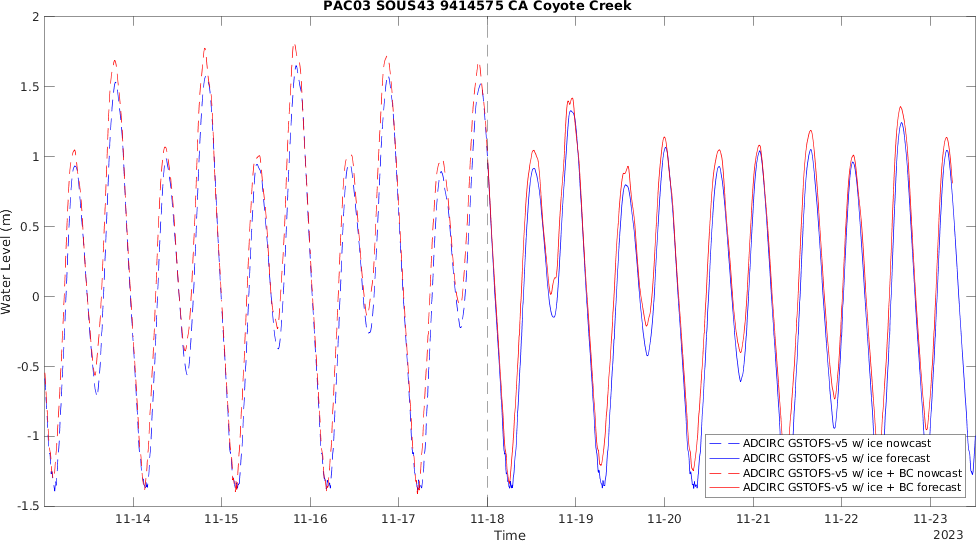 PAC03 SOUS43 9414575 CA Coyote Creek
2
1.5
1
0.5
0
-0.5
-1
-1.5
Water Level (m)
ADCIRC GSTOFS-v5 w/ ice nowcast
ADCIRC GSTOFS-v5 w/ ice forecast
ADCIRC GSTOFS-v5 w/ ice + BC nowcast
ADCIRC GSTOFS-v5 w/ ice + BC forecast
11-14 11-15 11-16 11-17 11-18 11-19 11-20 11-21 11-22 11-23
Time
2023